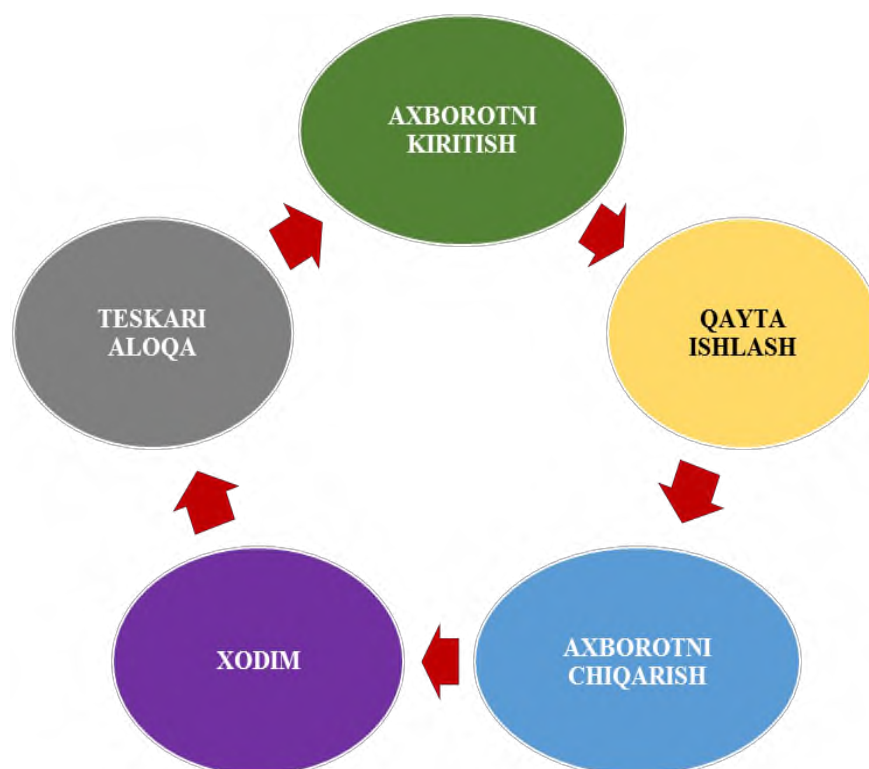 AXBOROTNI
KIRITISH
TESKARI
ALOQA
QAYTA
ISHLASH
XODIM
AXBOROTNI
CHIQARISH